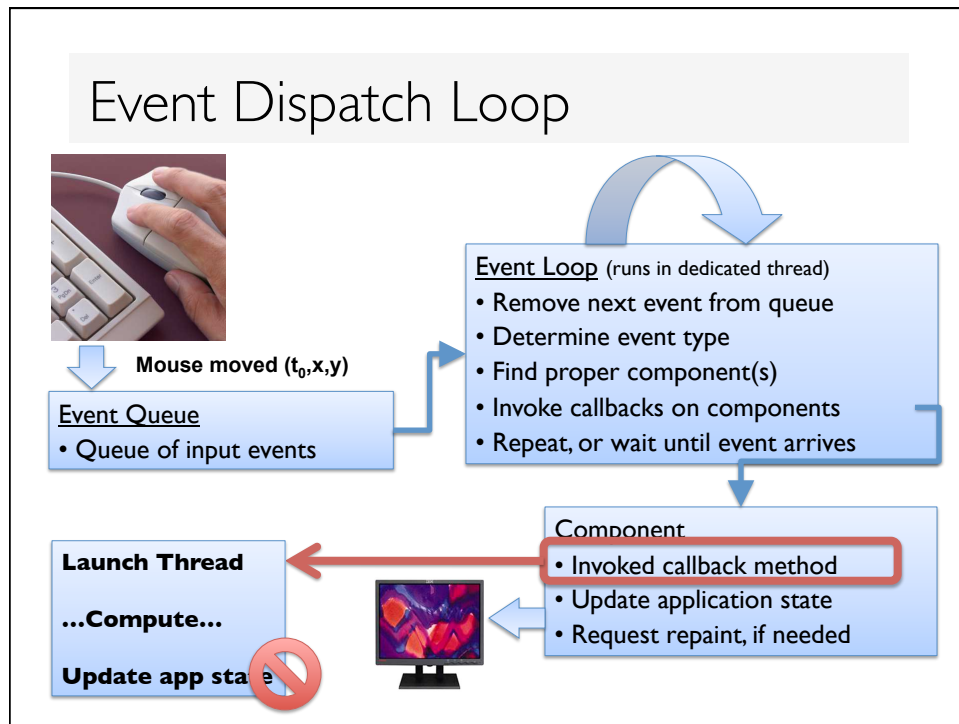 Event Dispatch Loop
Mouse moved (t₀,x,y)
Event Queue
• Queue of input events
Event Loop (runs in dedicated thread)
• Remove next event from queue
• Determine event type
• Find proper component(s)
• Invoke callbacks on components
• Repeat, or wait until event arrives
Component
• Invoked callback method
• Update application state
• Request repaint, if needed
Launch Thread
...Compute...
Update app state